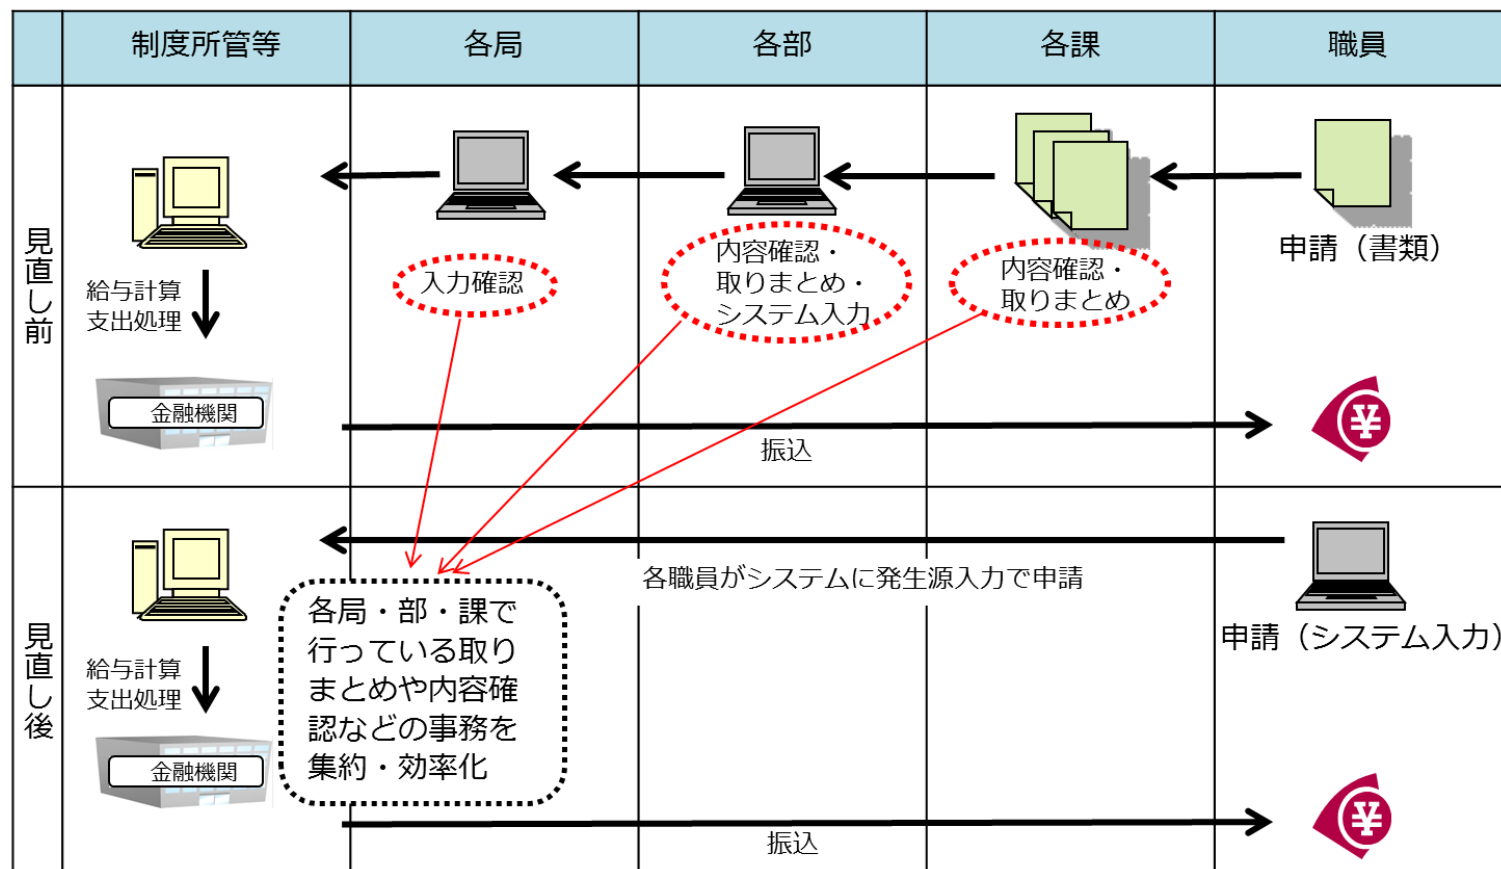 制度所管等
各局
各部
各課
職員
見直し前
申請（書類）
内容確認・
取りまとめ
内容確認・
取りまとめ・
システム入力
入力確認
給与計算
支出処理
金融機関
振込
見直し後
各職員がシステムに発生源入力で申請
申請（システム入力）
各局・部・課で
行っている取り
まとめや内容確
認などの事務を
集約・効率化
給与計算
支出処理
金融機関
振込
¥
¥